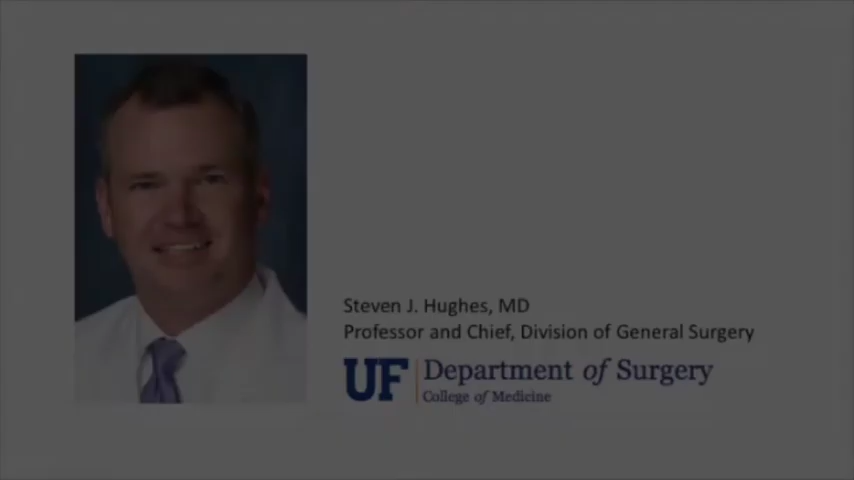 Steven J. Hughes, MD
Professor and Chief, Division of General Surgery
UF Department of Surgery
College of Medicine